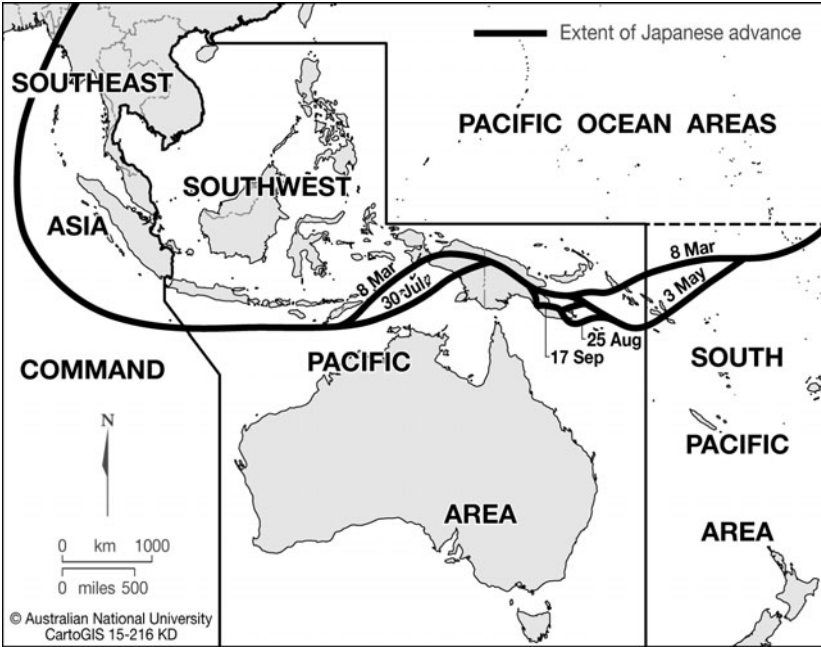 Extent of Japanese advance
SOUTHEAST
PACIFIC OCEAN AREAS
SOUTHWEST
ASIA
8 Mar
30 Jul
8 Mar
3 May
25 Aug
17 Sep
PACIFIC
SOUTH
COMMAND
N
PACIFIC
AREA
AREA
0 km 1000
0 miles 500
© Australian National University
CartoGIS 15-216 KD